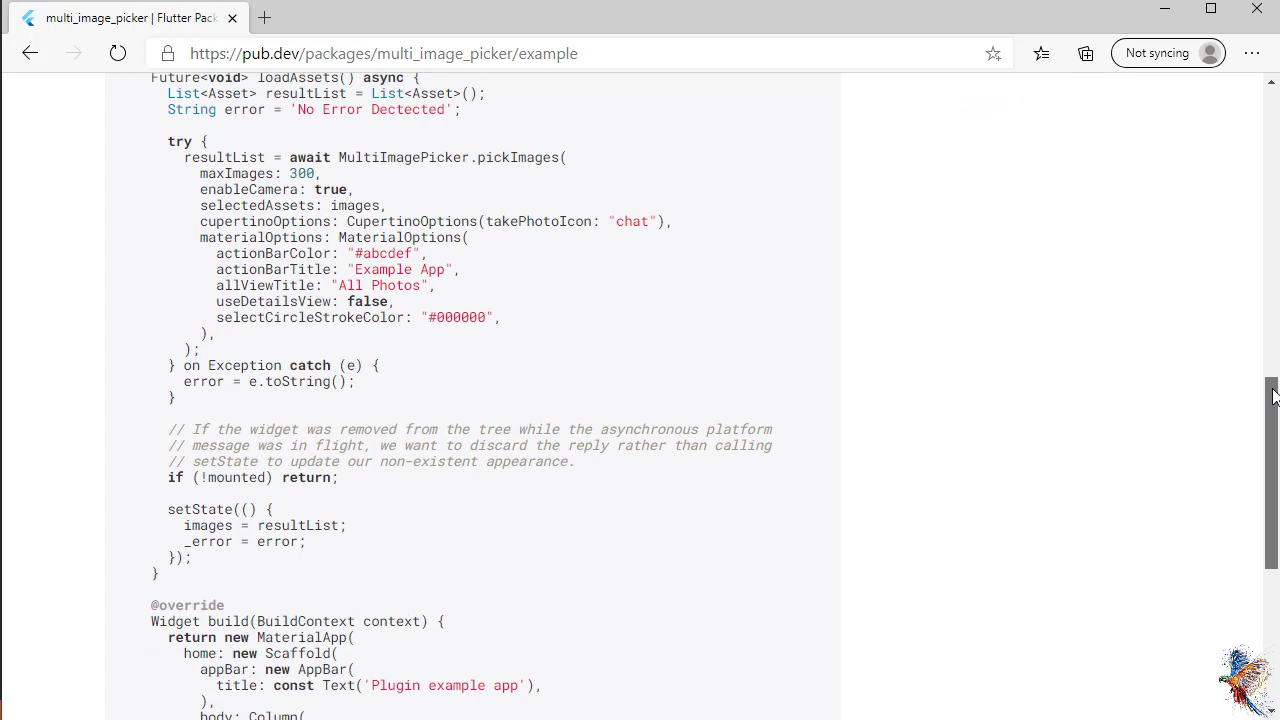 multi_image_picker | Flutter Pack
https://pub.dev/packages/multi_image_picker/example
Not syncing
Future<void> loadAssets() async {
List<Asset> resultList = List<Asset>();
String error = 'No Error Dectected';
try {
resultList = await MultiImagePicker.pickImages(
maxImages: 300,
enableCamera: true,
selectedAssets: images,
cupertinoOptions: CupertinoOptions(takePhotoIcon: "chat"),
materialOptions: MaterialOptions(
actionBarColor: "#abcdef",
actionBarTitle: "Example App",
allViewTitle: "All Photos",
useDetailsView: false,
selectCircleStrokeColor: "#000000",
),
);
} on Exception catch (e) {
error = e.toString();
}
// If the widget was removed from the tree while the asynchronous platform
// message was in flight, we want to discard the reply rather than calling
// setState to update our non-existent appearance.
if (!mounted) return;
setState(() {
images = resultList;
_error = error;
});
}
@override
Widget build(BuildContext context) {
return new MaterialApp(
home: new Scaffold(
appBar: new AppBar(
title: const Text('Plugin example app'),
),
body: Column(